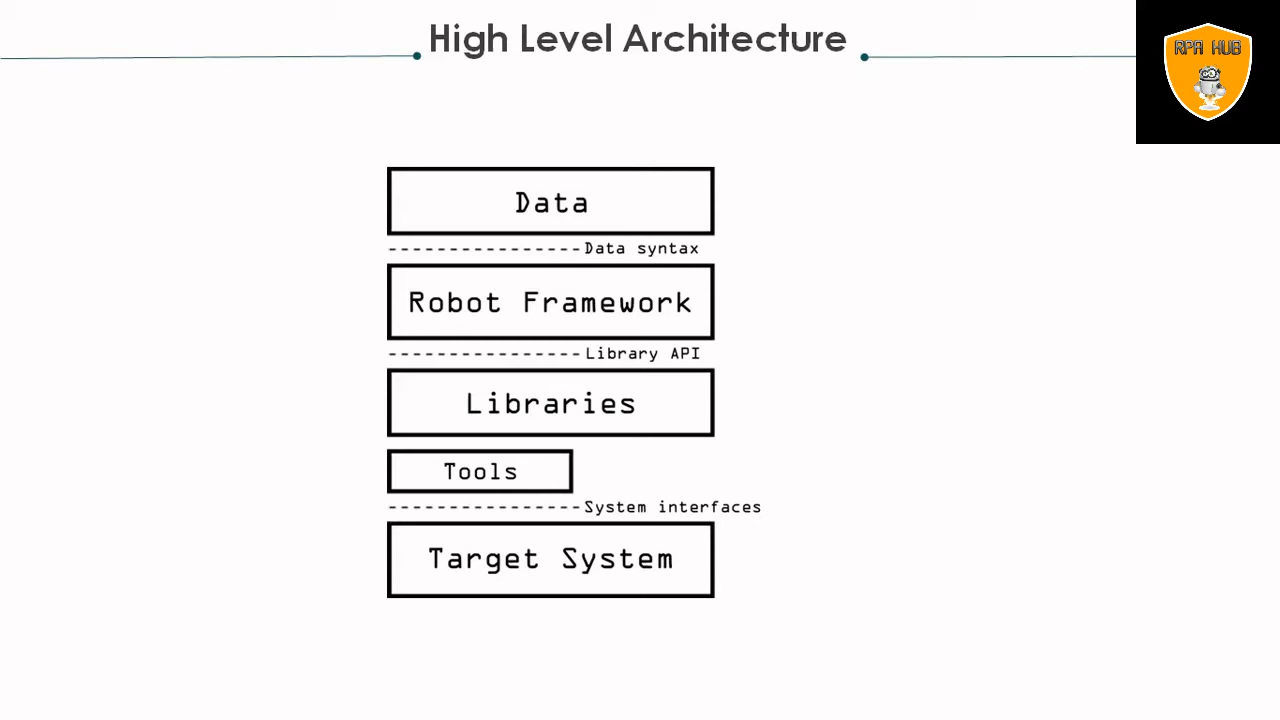 High Level Architecture
RPA HUB
Data
Data syntax
Robot Framework
Library API
Libraries
Tools
System interfaces
Target System